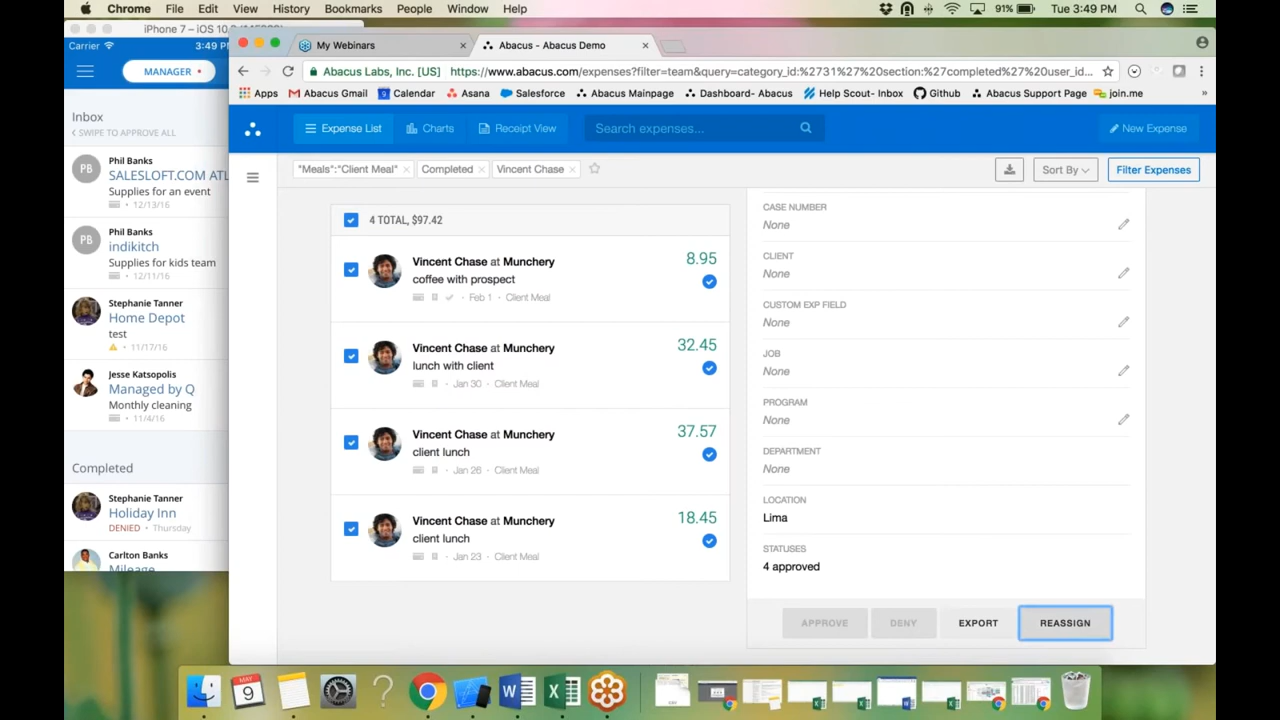 Chrome File Edit View History Bookmarks People Window Help
91% Tue 3:49 PM
iPhone 7 – iOS 10
Carrier 3:49 PM
MANAGER
Inbox
< SWIPE TO APPROVE ALL
PB
Phil Banks
SALESLOFT.COM ATL
Supplies for an event
• 12/13/16
PB
Phil Banks
indikitch
Supplies for kids team
• 12/11/16
Stephanie Tanner
Home Depot
test
• 11/17/16
Jesse Katsopolis
Managed by Q
Monthly cleaning
• 11/4/16
Completed
Stephanie Tanner
Holiday Inn
DENIED • Thursday
Carlton Banks
Mileage
My Webinars ×
Abacus - Abacus Demo ×
Abacus Labs, Inc. [US] https://www.abacus.com/expenses?filter=team&query=category_id:%2731%27%20section:%27completed%27%20user_id...
Apps Abacus Gmail Calendar Asana Salesforce Abacus Mainpage Dashboard- Abacus Help Scout- Inbox Github Abacus Support Page join.me »
Expense List Charts Receipt View Search expenses... New Expense
"Meals":"Client Meal" × Completed × Vincent Chase × Sort By Filter Expenses
4 TOTAL, $97.42
Vincent Chase at Munchery 8.95
coffee with prospect
• Feb 1 • Client Meal
Vincent Chase at Munchery 32.45
lunch with client
• Jan 30 • Client Meal
Vincent Chase at Munchery 37.57
client lunch
• Jan 26 • Client Meal
Vincent Chase at Munchery 18.45
client lunch
• Jan 23 • Client Meal
CASE NUMBER
None
CLIENT
None
CUSTOM EXP FIELD
None
JOB
None
PROGRAM
None
DEPARTMENT
None
LOCATION
Lima
STATUSES
4 approved
APPROVE DENY EXPORT REASSIGN
MAY
9